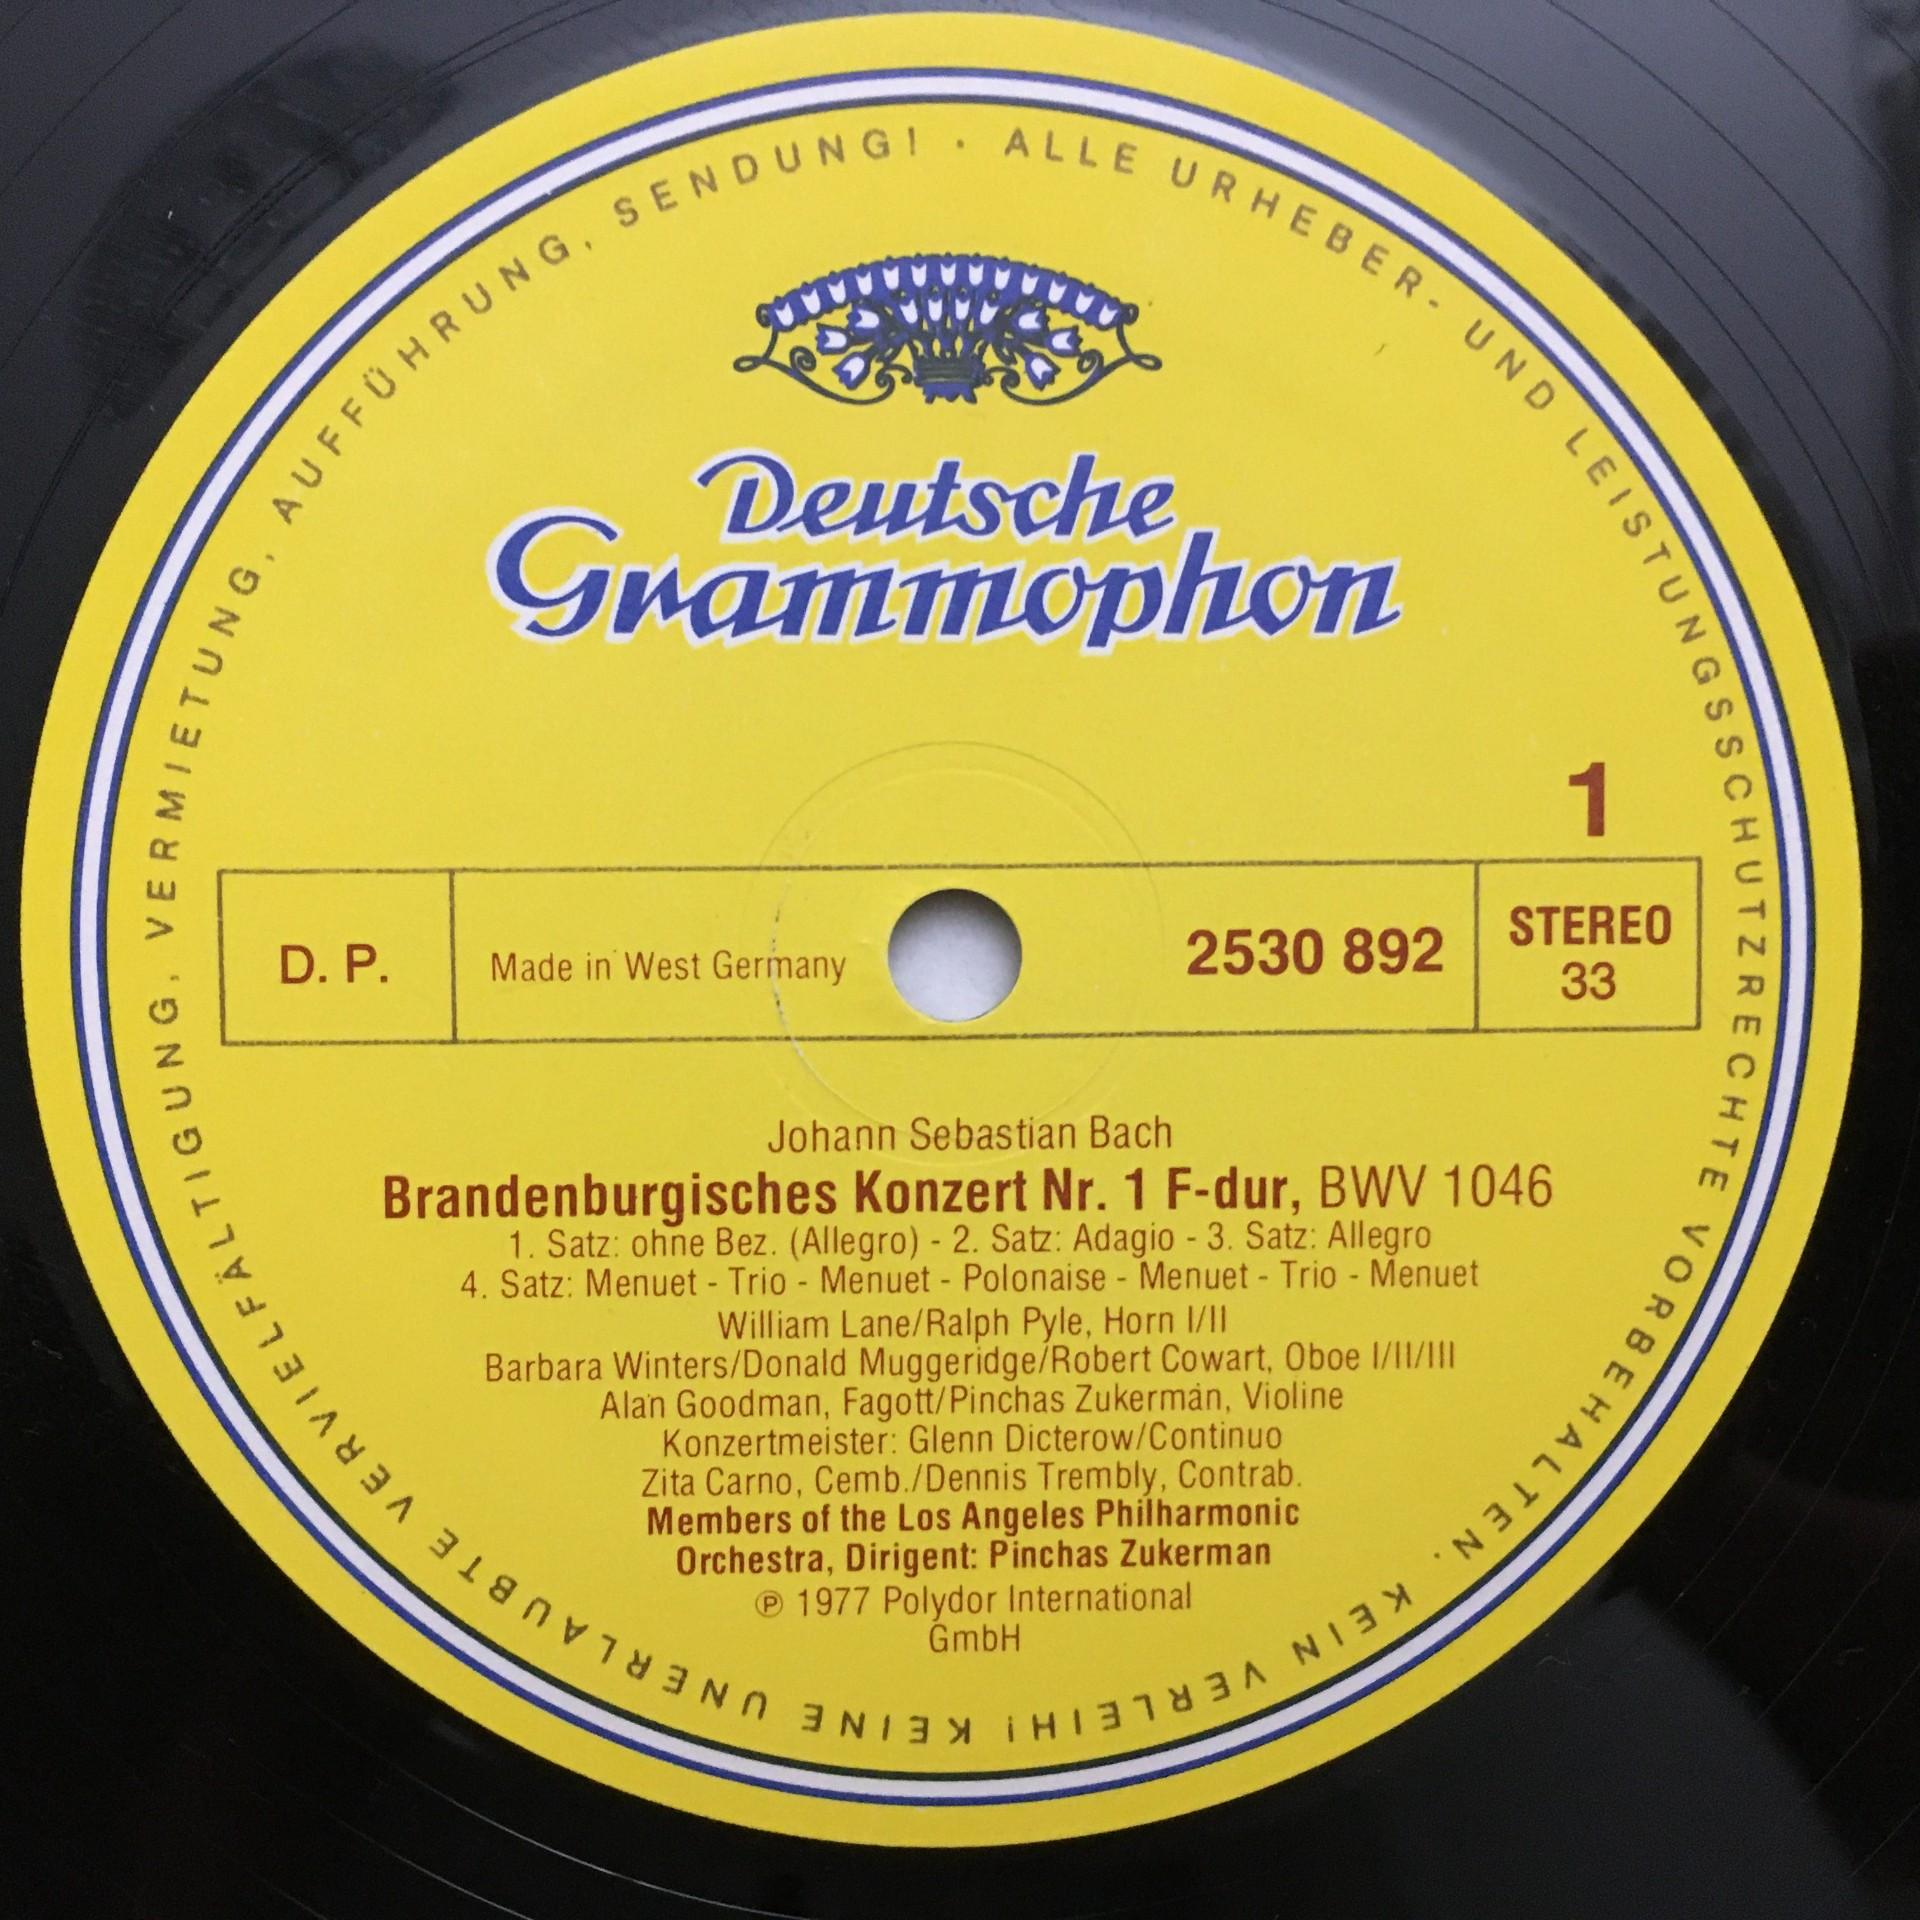 ALLE URHEBER- UND LEISTUNGSSCHUTZRECHTE VORBEHALTEN. KEIN VERLEIH! KEINE UNERLAUBTE VERVIELFÄLTIGUNG, VERMIETUNG, AUFFÜHRUNG, SENDUNG! ·
Deutsche
Grammophon
1
D. P.
Made in West Germany
2530 892
STEREO
33
Johann Sebastian Bach
Brandenburgisches Konzert Nr. 1 F-dur, BWV 1046
1. Satz: ohne Bez. (Allegro) - 2. Satz: Adagio - 3. Satz: Allegro
4. Satz: Menuet - Trio - Menuet - Polonaise - Menuet - Trio - Menuet
William Lane/Ralph Pyle, Horn I/II
Barbara Winters/Donald Muggeridge/Robert Cowart, Oboe I/II/III
Alan Goodman, Fagott/Pinchas Zukerman, Violine
Konzertmeister: Glenn Dicterow/Continuo
Zita Carno, Cemb./Dennis Trembly, Contrab.
Members of the Los Angeles Philharmonic
Orchestra, Dirigent: Pinchas Zukerman
℗ 1977 Polydor International
GmbH